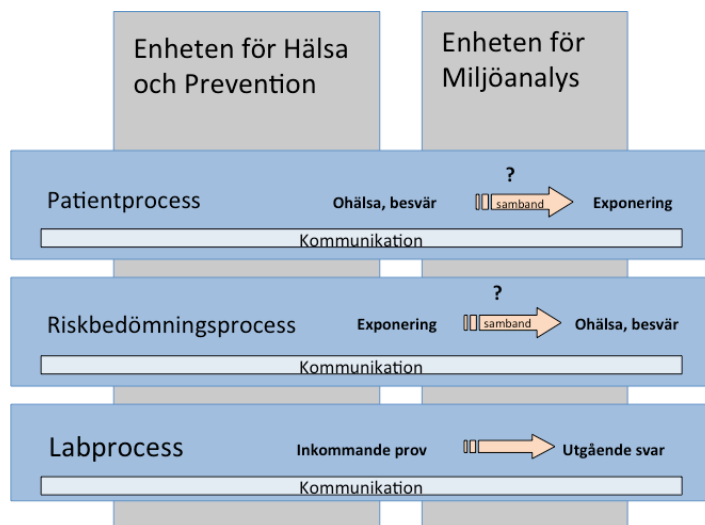 Enheten för Hälsa
och Prevention
Enheten för
Miljöanalys
?
Patientprocess
Ohälsa, besvär
samband
Exponering
Kommunikation
?
Riskbedömningsprocess
Exponering
samband
Ohälsa, besvär
Kommunikation
Labprocess
Inkommande prov
Utgående svar
Kommunikation